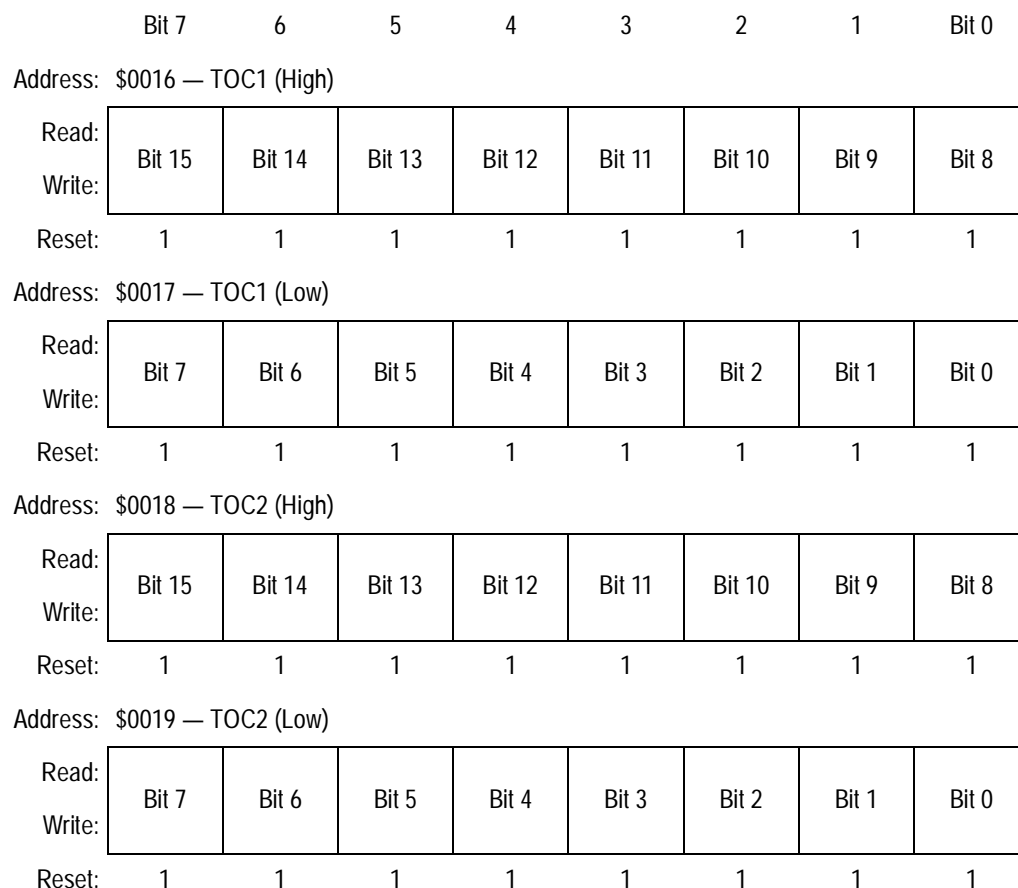 Bit 7 6 5 4 3 2 1 Bit 0
Address: $0016 — TOC1 (High)
Read:
Bit 15 Bit 14 Bit 13 Bit 12 Bit 11 Bit 10 Bit 9 Bit 8
Write:
Reset: 1 1 1 1 1 1 1 1
Address: $0017 — TOC1 (Low)
Read:
Bit 7 Bit 6 Bit 5 Bit 4 Bit 3 Bit 2 Bit 1 Bit 0
Write:
Reset: 1 1 1 1 1 1 1 1
Address: $0018 — TOC2 (High)
Read:
Bit 15 Bit 14 Bit 13 Bit 12 Bit 11 Bit 10 Bit 9 Bit 8
Write:
Reset: 1 1 1 1 1 1 1 1
Address: $0019 — TOC2 (Low)
Read:
Bit 7 Bit 6 Bit 5 Bit 4 Bit 3 Bit 2 Bit 1 Bit 0
Write:
Reset: 1 1 1 1 1 1 1 1